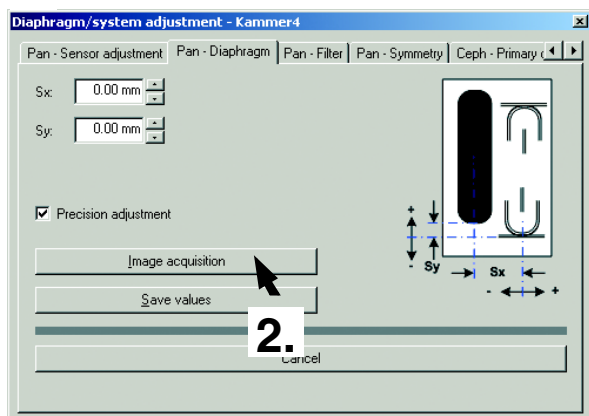 Diaphragm/system adjustment - Kammer4
Pan - Sensor adjustment Pan - Diaphragm Pan - Filter Pan - Symmetry Ceph - Primary
Sx: 0.00 mm
Sy: 0.00 mm
Precision adjustment
+
- Sy Sx
- +
Image acquisition
Save values
2.
Cancel